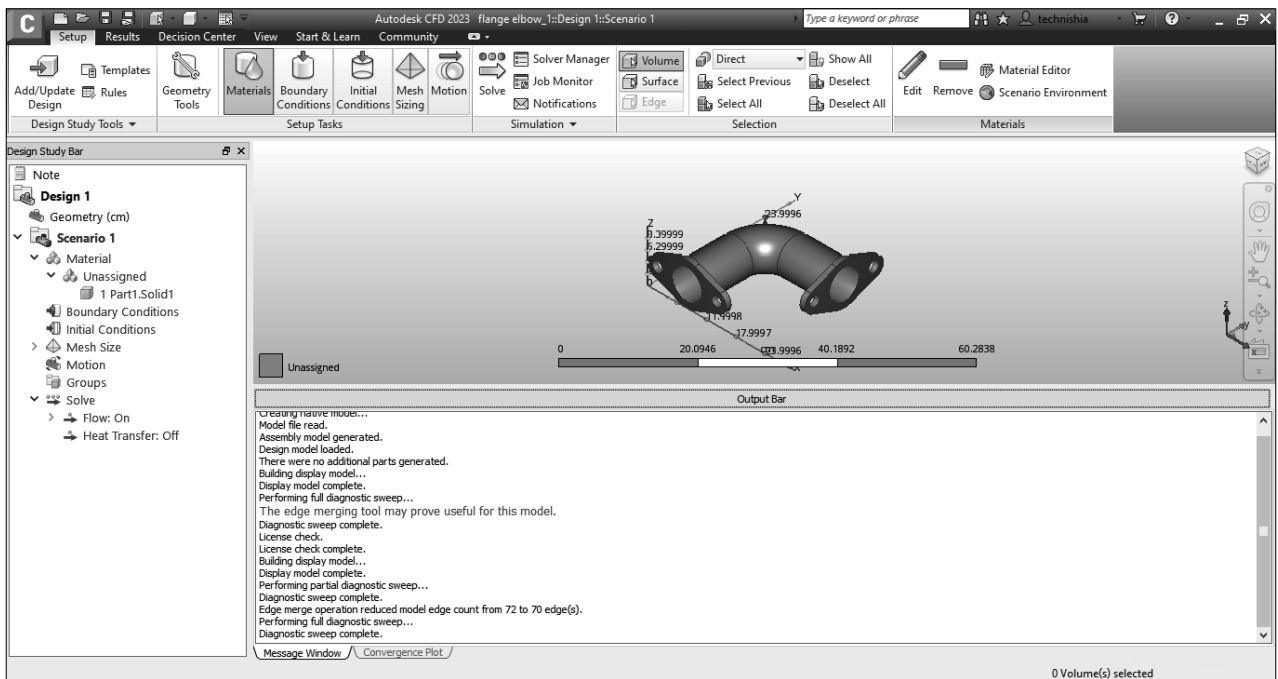 C
Autodesk CFD 2023 flange elbow_1::Design 1::Scenario 1
Type a keyword or phrase
technishia
Setup Results Decision Center View Start & Learn Community
Add/Update Design
Templates
Rules
Geometry Tools
Materials
Boundary Conditions
Initial Conditions
Mesh Sizing
Motion
Solve
Solver Manager
Job Monitor
Notifications
Volume
Surface
Edge
Direct
Select Previous
Select All
Show All
Deselect
Deselect All
Edit
Remove
Material Editor
Scenario Environment
Design Study Tools
Setup Tasks
Simulation
Selection
Materials
Design Study Bar
Note
Design 1
Geometry (cm)
Scenario 1
Material
Unassigned
1 Part1.Solid1
Boundary Conditions
Initial Conditions
Mesh Size
Motion
Groups
Solve
Flow: On
Heat Transfer: Off
Y
23.9996
Z
6.29999
0
11.9998
17.9997
23.9996
X
0 20.0946 40.1892 60.2838
Unassigned
z
y
x
Output Bar
Creating native model...
Model file read.
Assembly model generated.
Design model loaded.
There were no additional parts generated.
Building display model...
Display model complete.
Performing full diagnostic sweep...
The edge merging tool may prove useful for this model.
Diagnostic sweep complete.
License check.
License check complete.
Building display model...
Display model complete.
Performing partial diagnostic sweep...
Diagnostic sweep complete.
Edge merge operation reduced model edge count from 72 to 70 edge(s).
Performing full diagnostic sweep...
Diagnostic sweep complete.
Message Window Convergence Plot
0 Volume(s) selected